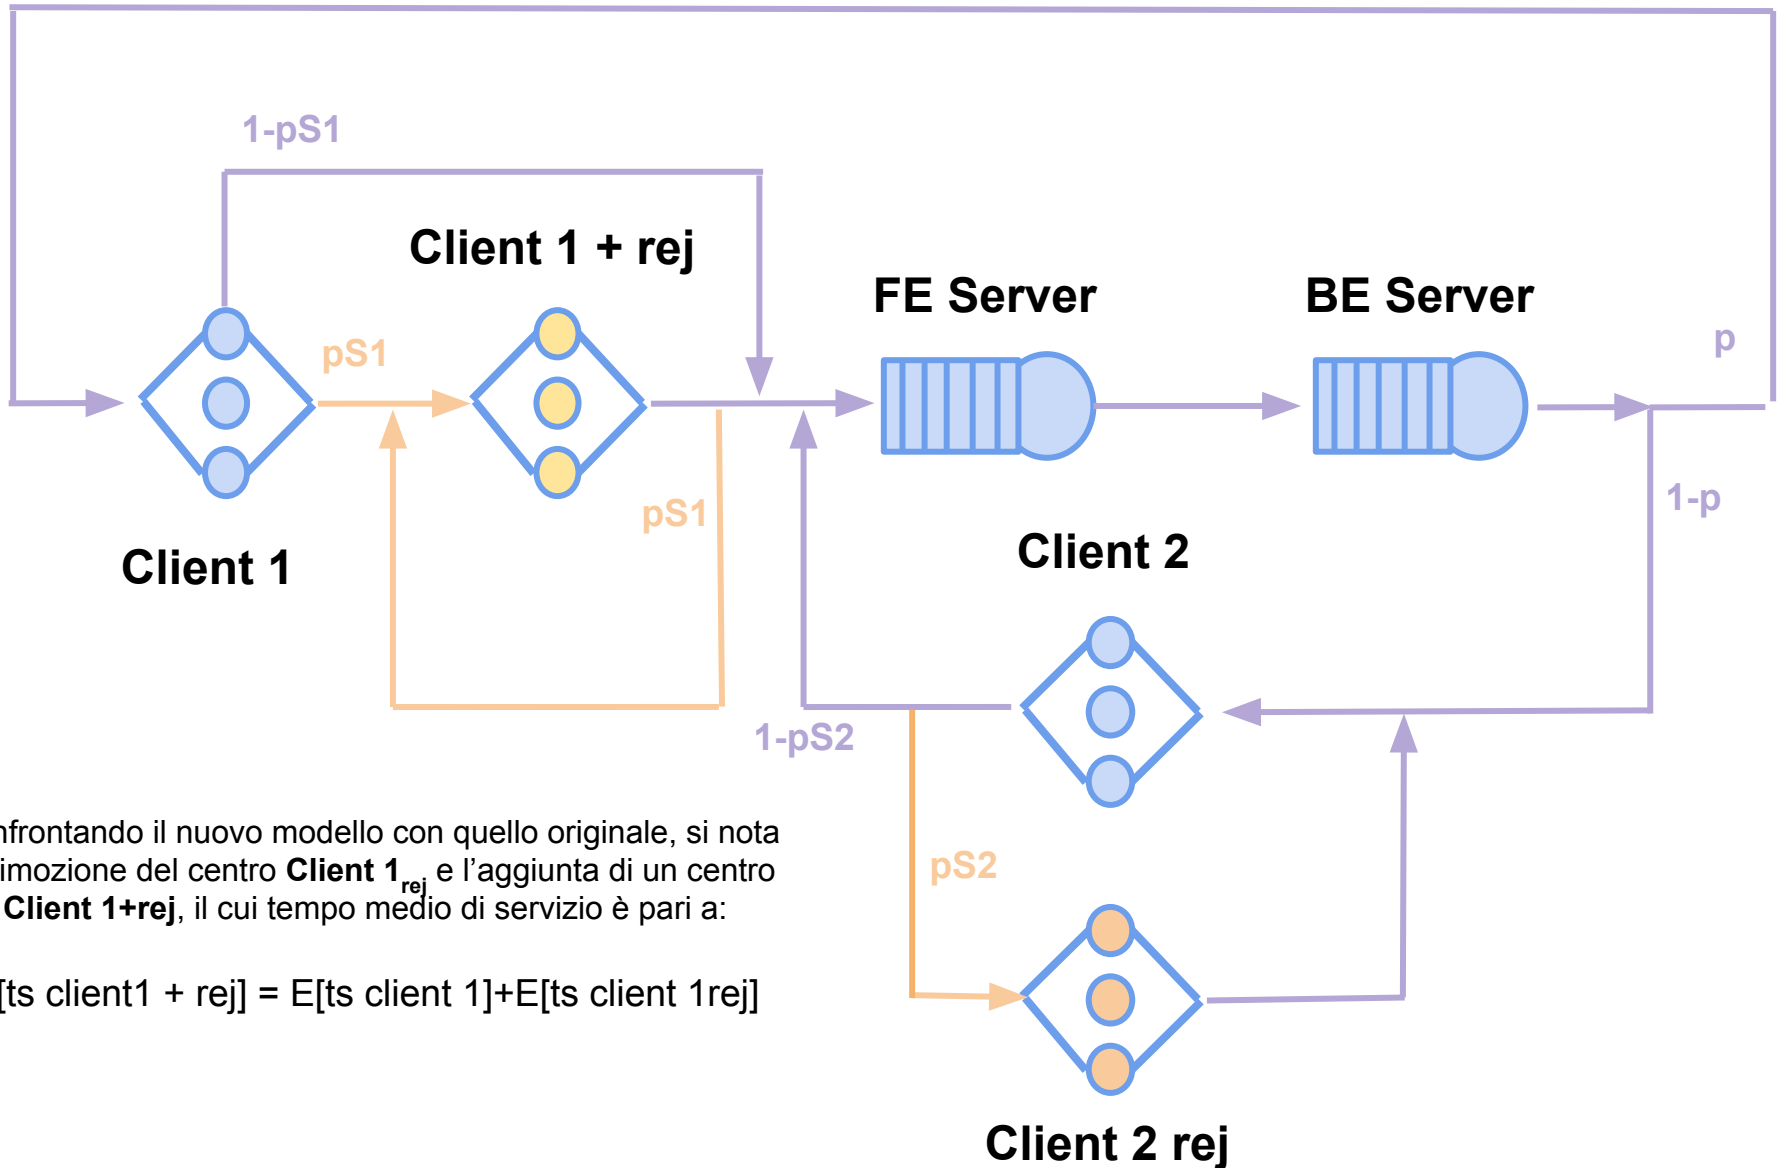 1-pS1
Client 1 + rej
FE Server
BE Server
p
pS1
pS1
1-p
Client 1
Client 2
1-pS2
nfrontando il nuovo modello con quello originale, si nota
imozione del centro Client 1rej e l'aggiunta di un centro
Client 1+rej, il cui tempo medio di servizio è pari a:
pS2
[ts client1 + rej] = E[ts client 1]+E[ts client 1rej]
Client 2 rej